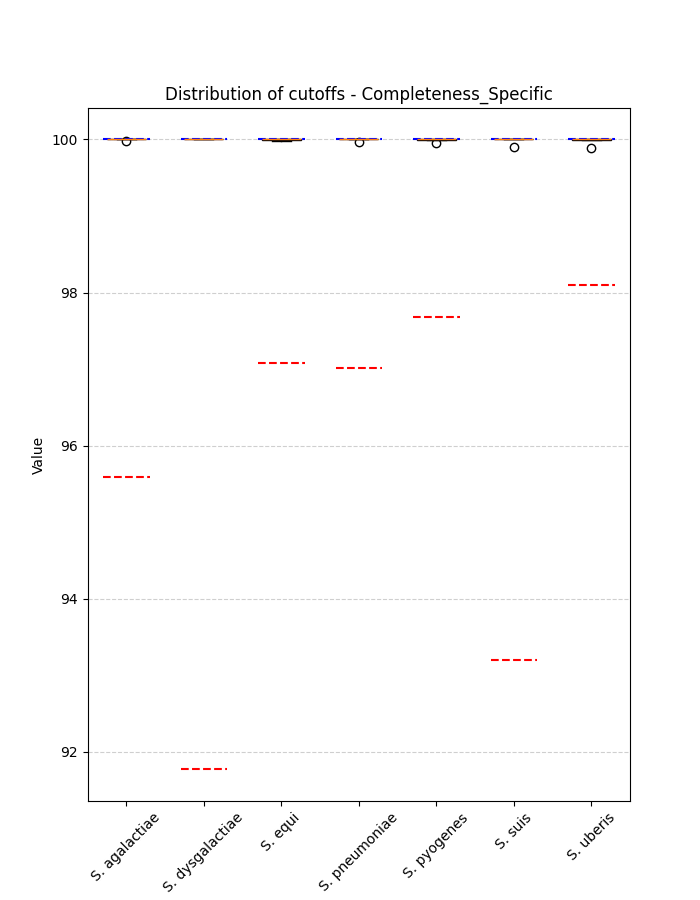 Distribution of cutoffs - Completeness_Specific
100
98
96
94
92
Value
S. agalactiae
S. dysgalactiae
S. equi
S. pneumoniae
S. pyogenes
S. suis
S. uberis